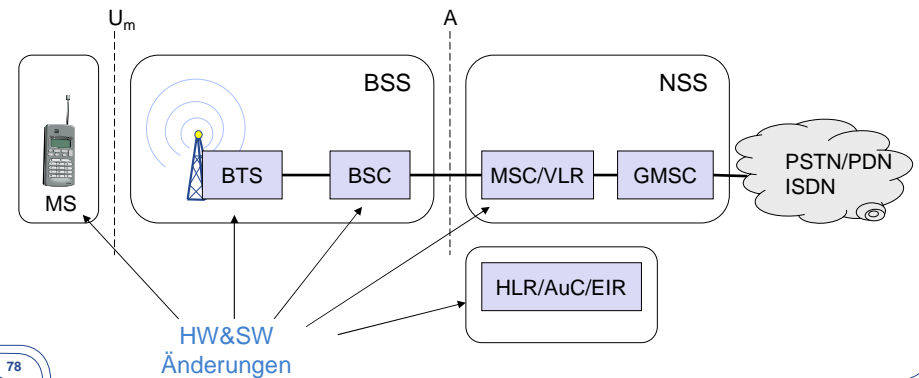 Um
A
BSS
NSS
MS
BTS
BSC
MSC/VLR
GMSC
PSTN/PDN
ISDN
HLR/AuC/EIR
HW&SW
Änderungen
78